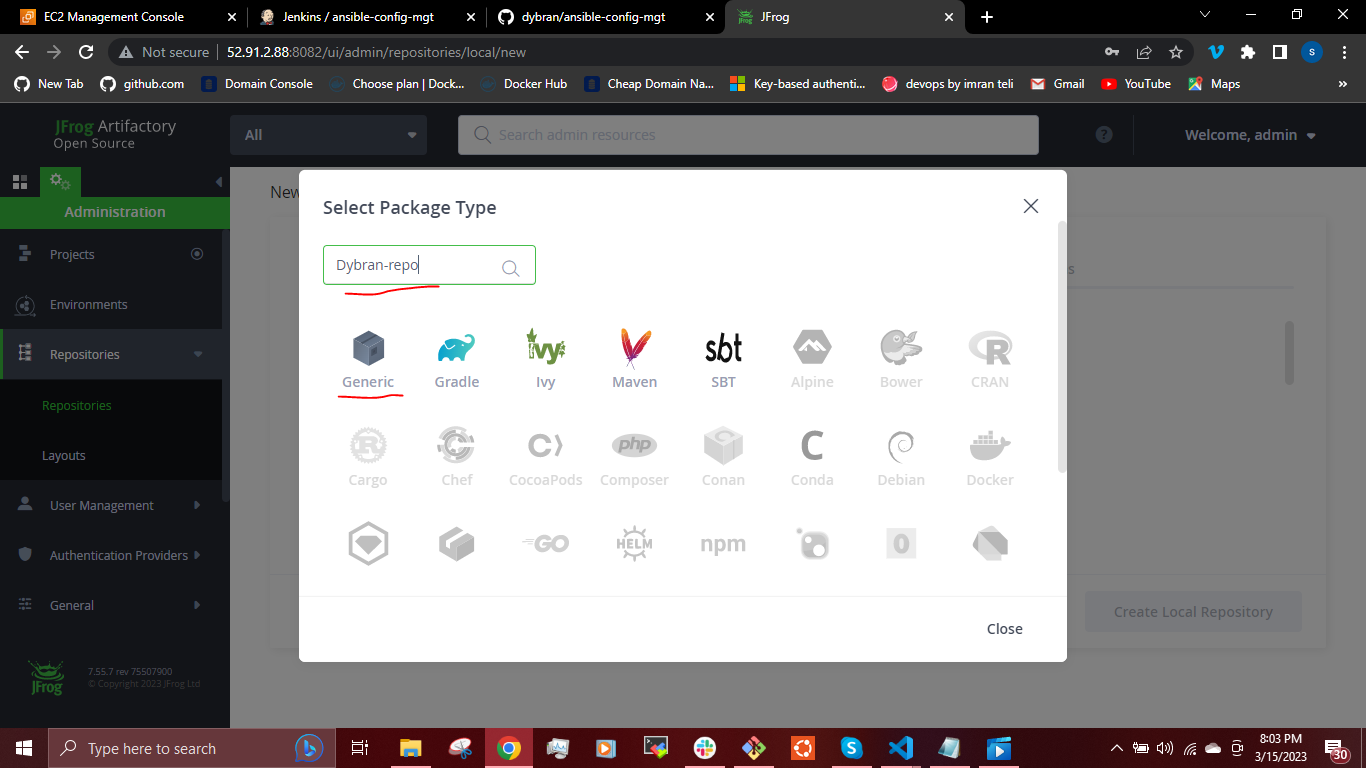 EC2 Management Console
Jenkins / ansible-config-mgt
dybran/ansible-config-mgt
JFrog
Not secure
52.91.2.88:8082/ui/admin/repositories/local/new
New Tab
github.com
Domain Console
Choose plan | Dock...
Docker Hub
Cheap Domain Na...
Key-based authenti...
devops by imran teli
Gmail
YouTube
Maps
»
JFrog Artifactory
Open Source
All
Search admin resources
Welcome, admin
Administration
Projects
Environments
Repositories
Repositories
Layouts
User Management
Authentication Providers
General
JFrog
7.55.7 rev 75507900
© Copyright 2023 JFrog Ltd
New
Select Package Type
Dybran-repo
Generic
Gradle
Ivy
Maven
sbt
SBT
Alpine
Bower
CRAN
Cargo
Chef
CocoaPods
php
Composer
Conan
Conda
Debian
Docker
GO
HELM
npm
Close
Create Local Repository
Type here to search
8:03 PM
3/15/2023
30